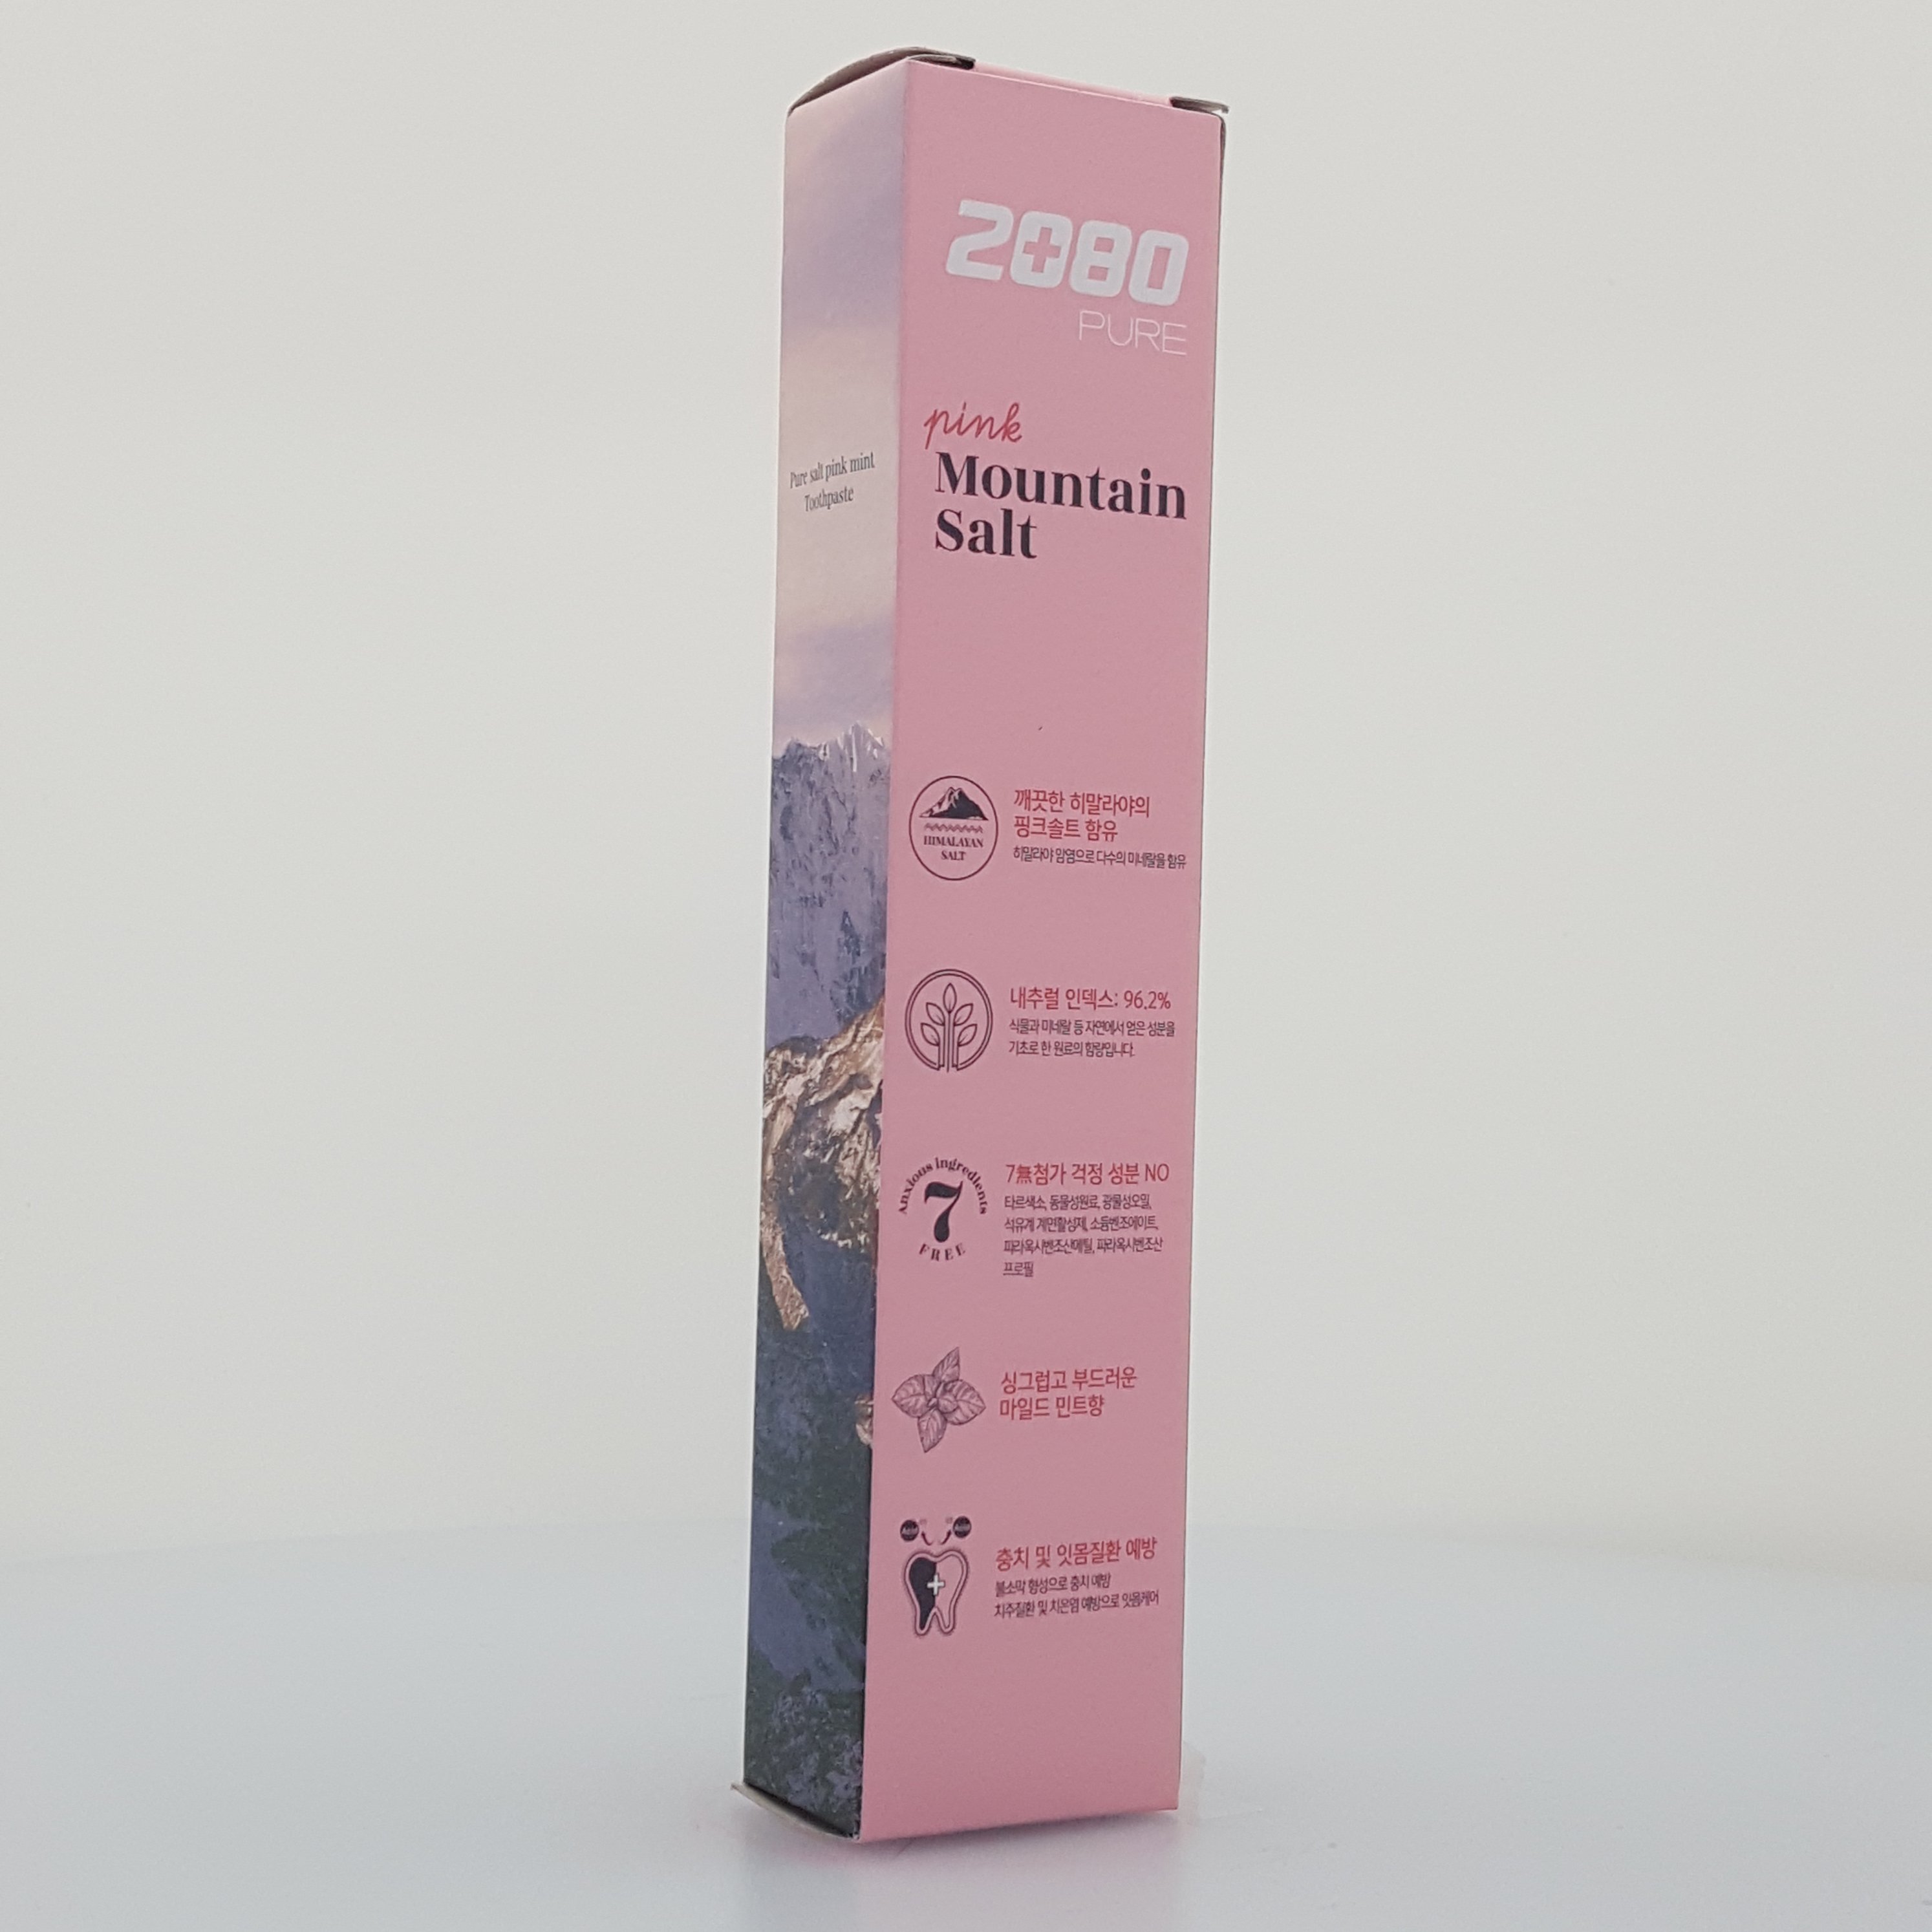 2080
PURE
pink
Mountain
Salt
Pure salt pink mint
Toothpaste
HIMALAYAN
SALT
깨끗한 히말라야의
핑크솔트 함유
히말라야 암염으로 다수의 미네랄을 함유
내추럴 인덱스: 96.2%
식물과 미네랄 등 자연에서 얻은 성분을
기초로 한 원료의 함량입니다.
Anxious ingredients
7
FREE
7無첨가 걱정 성분 NO
타르색소, 동물성원료, 광물성오일,
석유계 계면활성제, 소듐벤조에이트,
파라옥시벤조산메틸, 파라옥시벤조산
프로필
싱그럽고 부드러운
마일드 민트향
충치 및 잇몸질환 예방
불소막 형성으로 충치 예방
치주질환 및 치은염 예방으로 잇몸케어